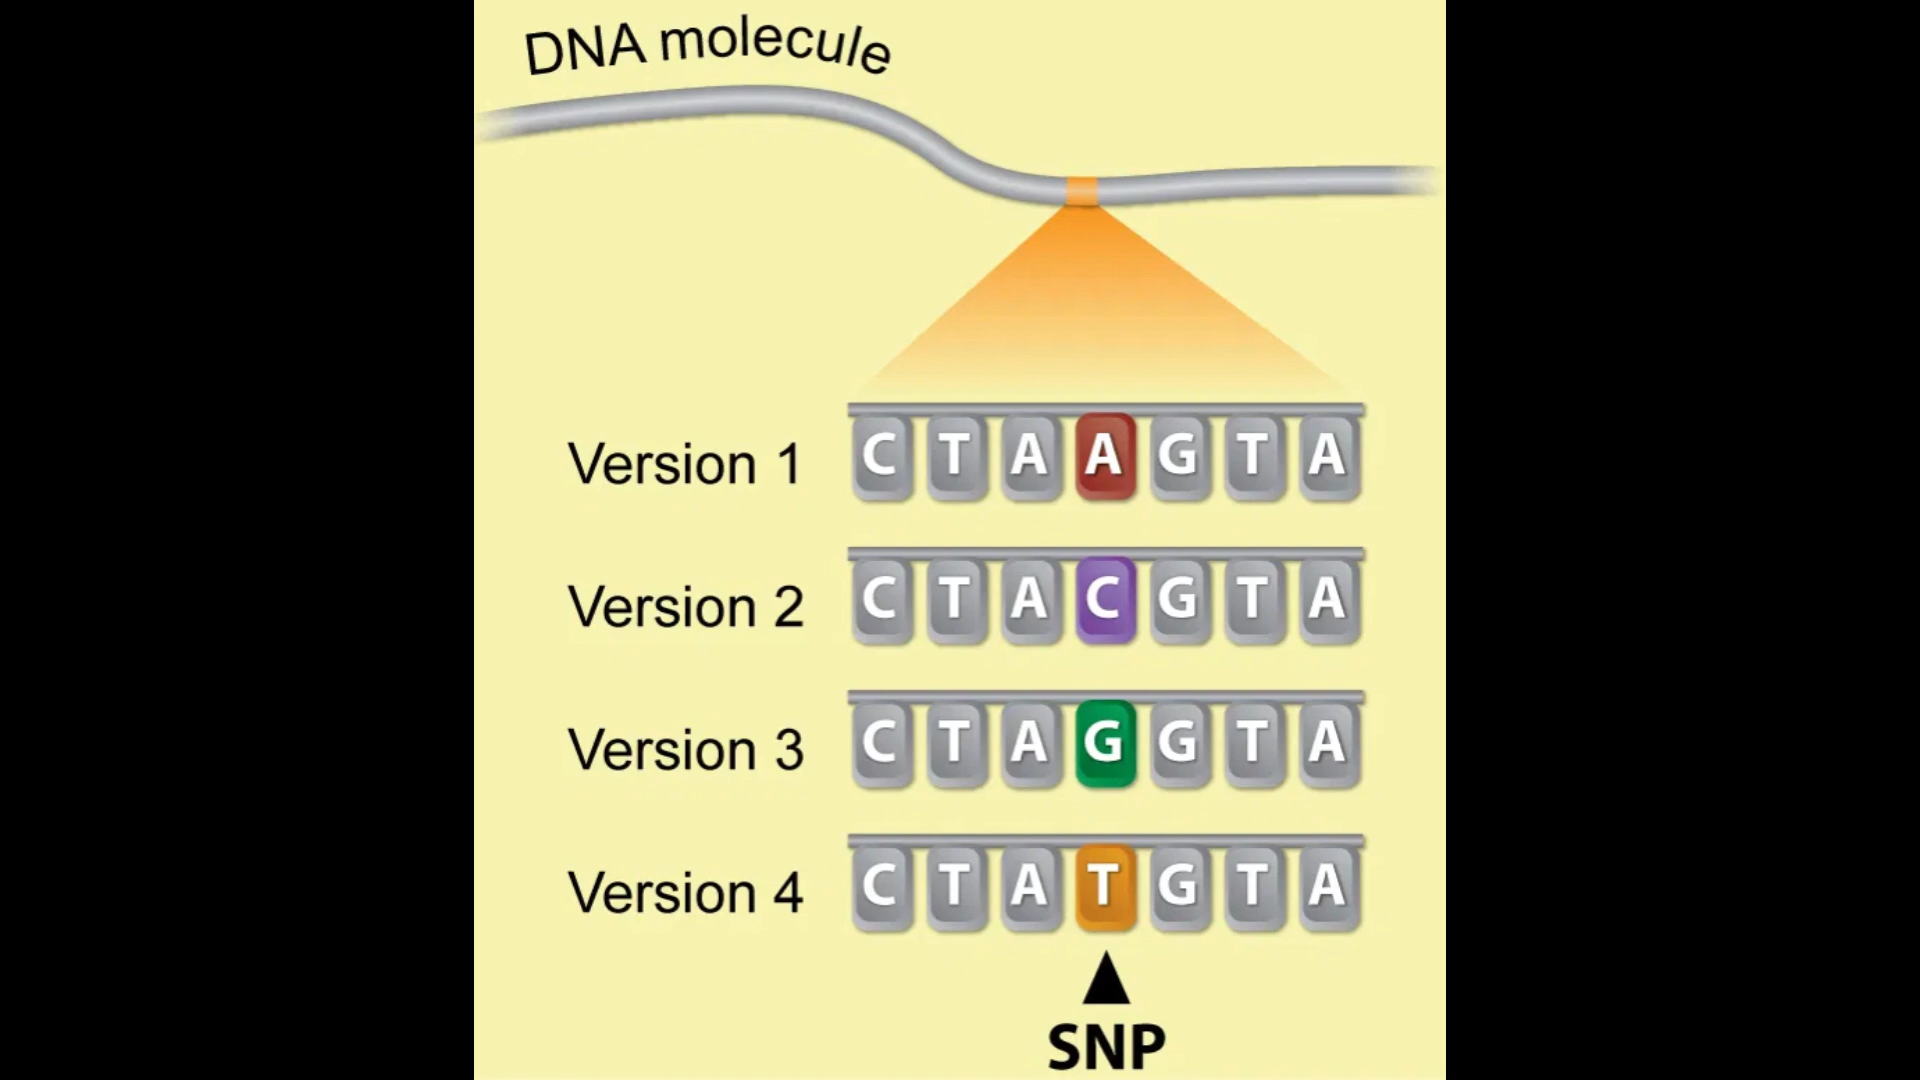 DNA molecule
Version 1 C T A A G T A
Version 2 C T A C G T A
Version 3 C T A G G T A
Version 4 C T A T G T A
SNP